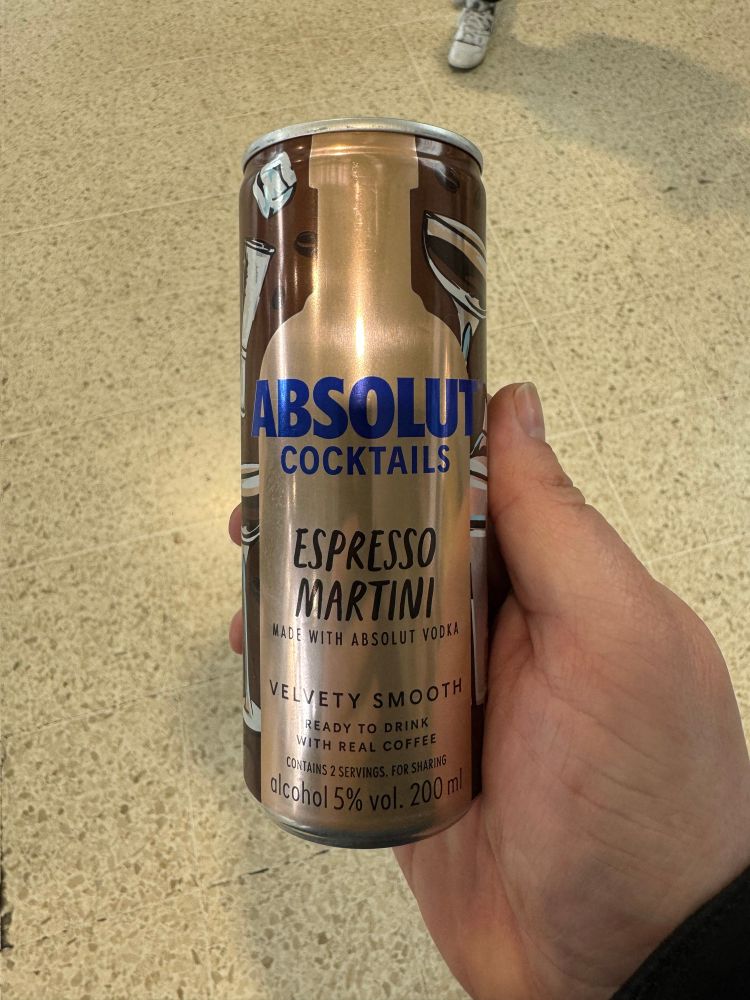 ABSOLUT
COCKTAILS
ESPRESSO
MARTINI
MADE WITH ABSOLUT VODKA
VELVETY SMOOTH
READY TO DRINK
WITH REAL COFFEE
CONTAINS 2 SERVINGS. FOR SHARING
alcohol 5% vol. 200 ml